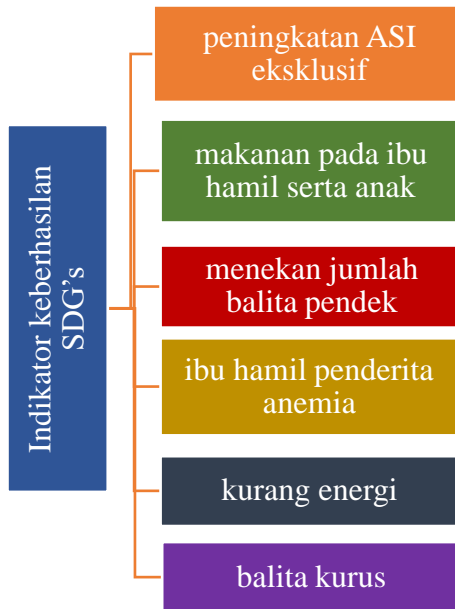 Indikator keberhasilan
SDG’s
peningkatan ASI
eksklusif
makanan pada ibu
hamil serta anak
menekan jumlah
balita pendek
ibu hamil penderita
anemia
kurang energi
balita kurus